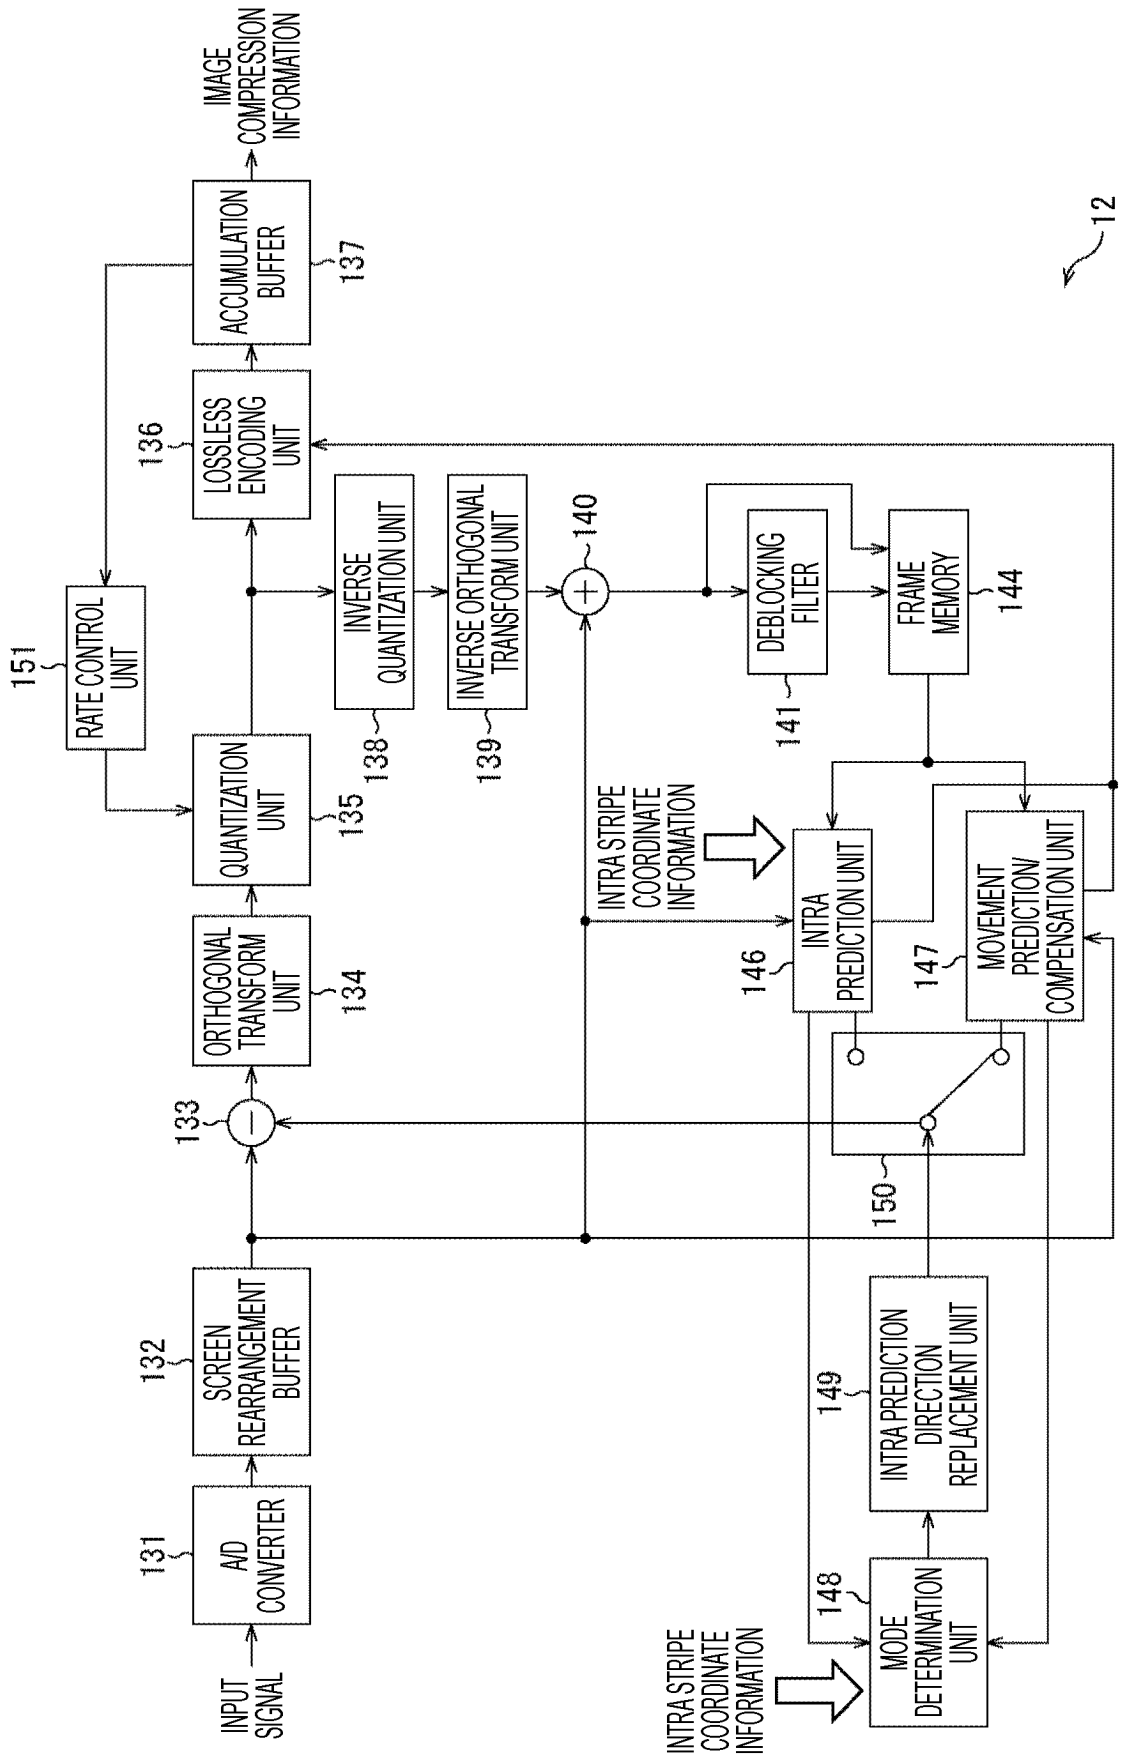 INPUT
SIGNAL
131
A/D
CONVERTER
132
SCREEN
REARRANGEMENT
BUFFER
133
−
134
ORTHOGONAL
TRANSFORM
UNIT
135
QUANTIZATION
UNIT
151
RATE CONTROL
UNIT
136
LOSSLESS
ENCODING
UNIT
137
ACCUMULATION
BUFFER
IMAGE
COMPRESSION
INFORMATION
138
INVERSE
QUANTIZATION UNIT
139
INVERSE ORTHOGONAL
TRANSFORM UNIT
140
+
141
DEBLOCKING
FILTER
144
FRAME
MEMORY
INTRA STRIPE
COORDINATE
INFORMATION
146
INTRA
PREDICTION UNIT
147
MOVEMENT
PREDICTION/
COMPENSATION UNIT
150
149
INTRA PREDICTION
DIRECTION
REPLACEMENT UNIT
INTRA STRIPE
COORDINATE
INFORMATION
148
MODE
DETERMINATION
UNIT
12